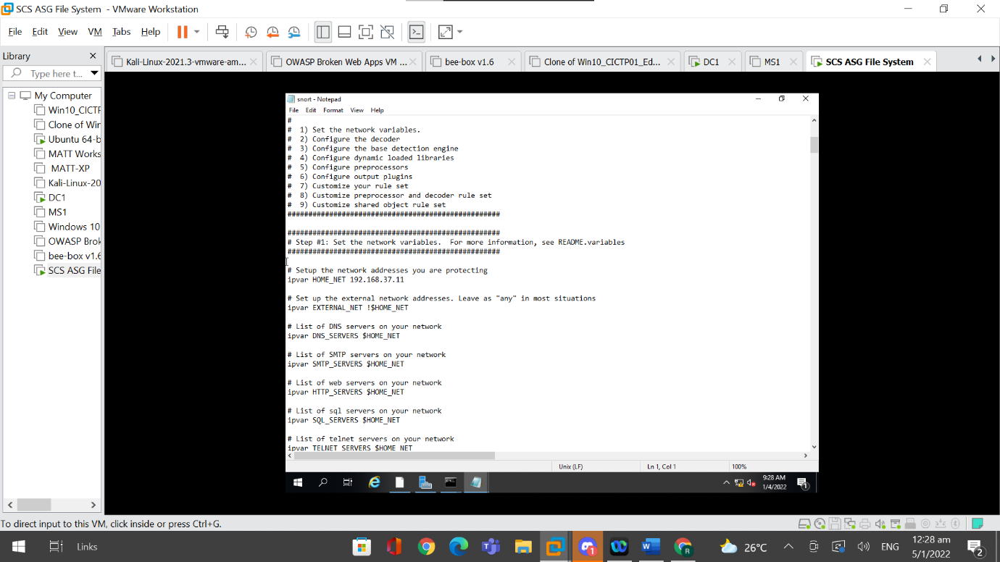 SCS ASG File System - VMware Workstation
File Edit View VM Tabs Help
Library
Type here t...
Kali-Linux-2021.3-vmware-am...
OWASP Broken Web Apps VM ...
bee-box v1.6
Clone of Win10_CICTP01_Ed...
DC1
MS1
SCS ASG File System
My Computer
Win10_CICTF
Clone of Wir
Ubuntu 64-b
MATT Works
MATT-XP
Kali-Linux-20
DC1
MS1
Windows 10
OWASP Brok
bee-box v1.6
SCS ASG File
snort - Notepad
File Edit Format View Help
#
# 1) Set the network variables.
# 2) Configure the decoder
# 3) Configure the base detection engine
# 4) Configure dynamic loaded libraries
# 5) Configure preprocessors
# 6) Configure output plugins
# 7) Customize your rule set
# 8) Customize preprocessor and decoder rule set
# 9) Customize shared object rule set
###################################################
###################################################
# Step #1: Set the network variables. For more information, see README.variables
###################################################
# Setup the network addresses you are protecting
ipvar HOME_NET 192.168.37.11
# Set up the external network addresses. Leave as "any" in most situations
ipvar EXTERNAL_NET !$HOME_NET
# List of DNS servers on your network
ipvar DNS_SERVERS $HOME_NET
# List of SMTP servers on your network
ipvar SMTP_SERVERS $HOME_NET
# List of web servers on your network
ipvar HTTP_SERVERS $HOME_NET
# List of sql servers on your network
ipvar SQL_SERVERS $HOME_NET
# List of telnet servers on your network
ipvar TELNET_SERVERS $HOME_NET
Unix (LF)
Ln 1, Col 1
100%
9:28 AM
1/4/2022
1
To direct input to this VM, click inside or press Ctrl+G.
Links
1
26°C
ENG
12:28 am
5/1/2022
2